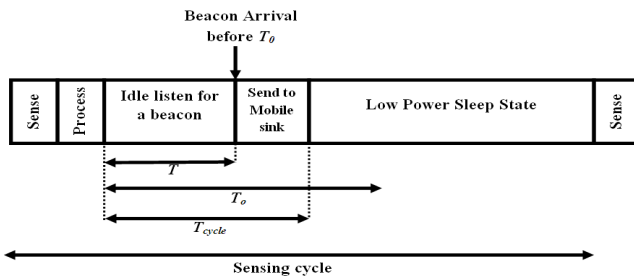 Beacon Arrival
before T0
Sense
Process
Idle listen for
a beacon
Send to
Mobile
sink
Low Power Sleep State
Sense
T
To
Tcycle
Sensing cycle